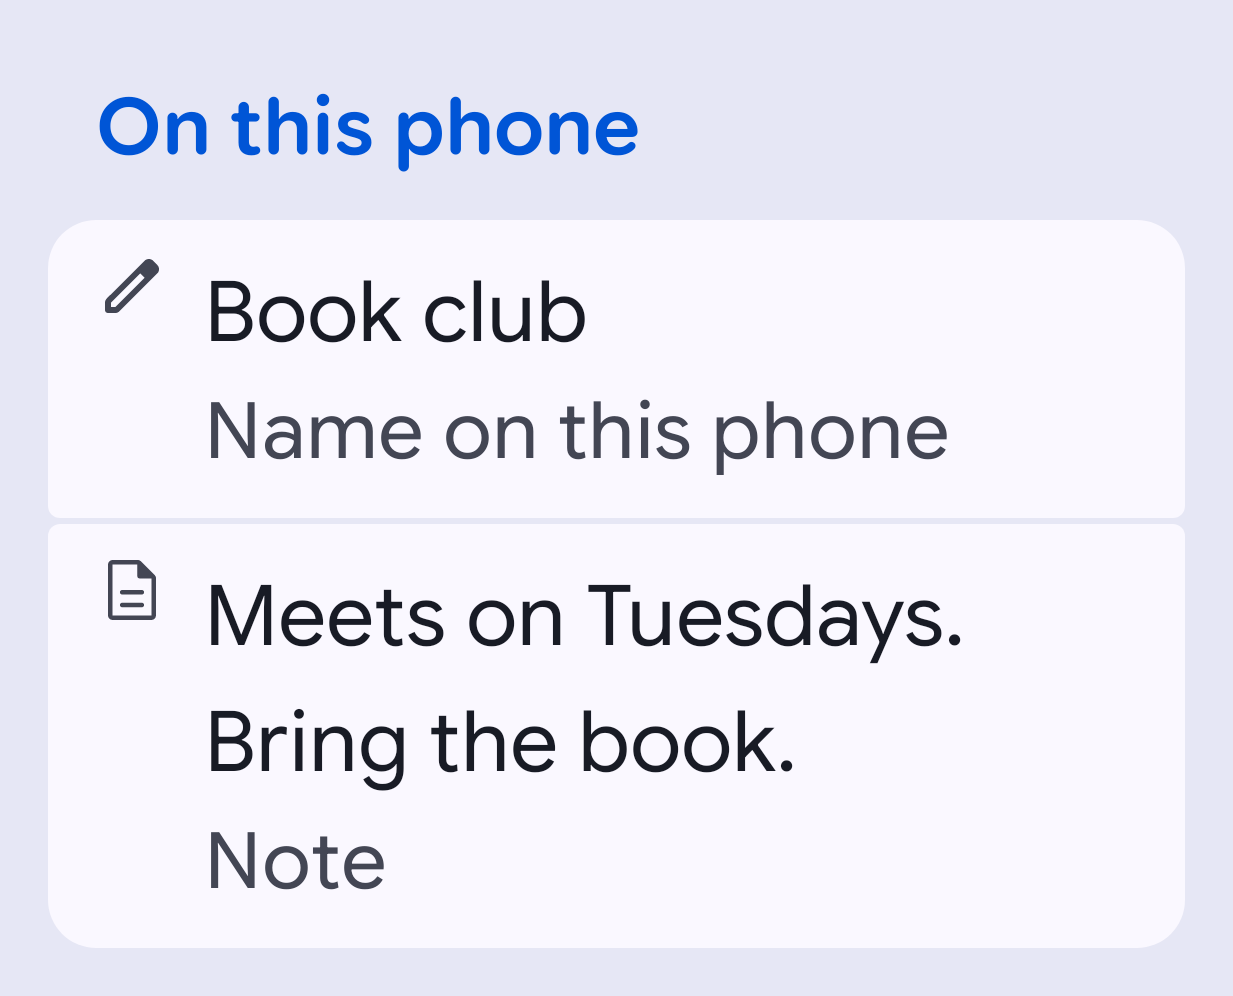 On this phone
Book club
Name on this phone
Meets on Tuesdays.
Bring the book.
Note